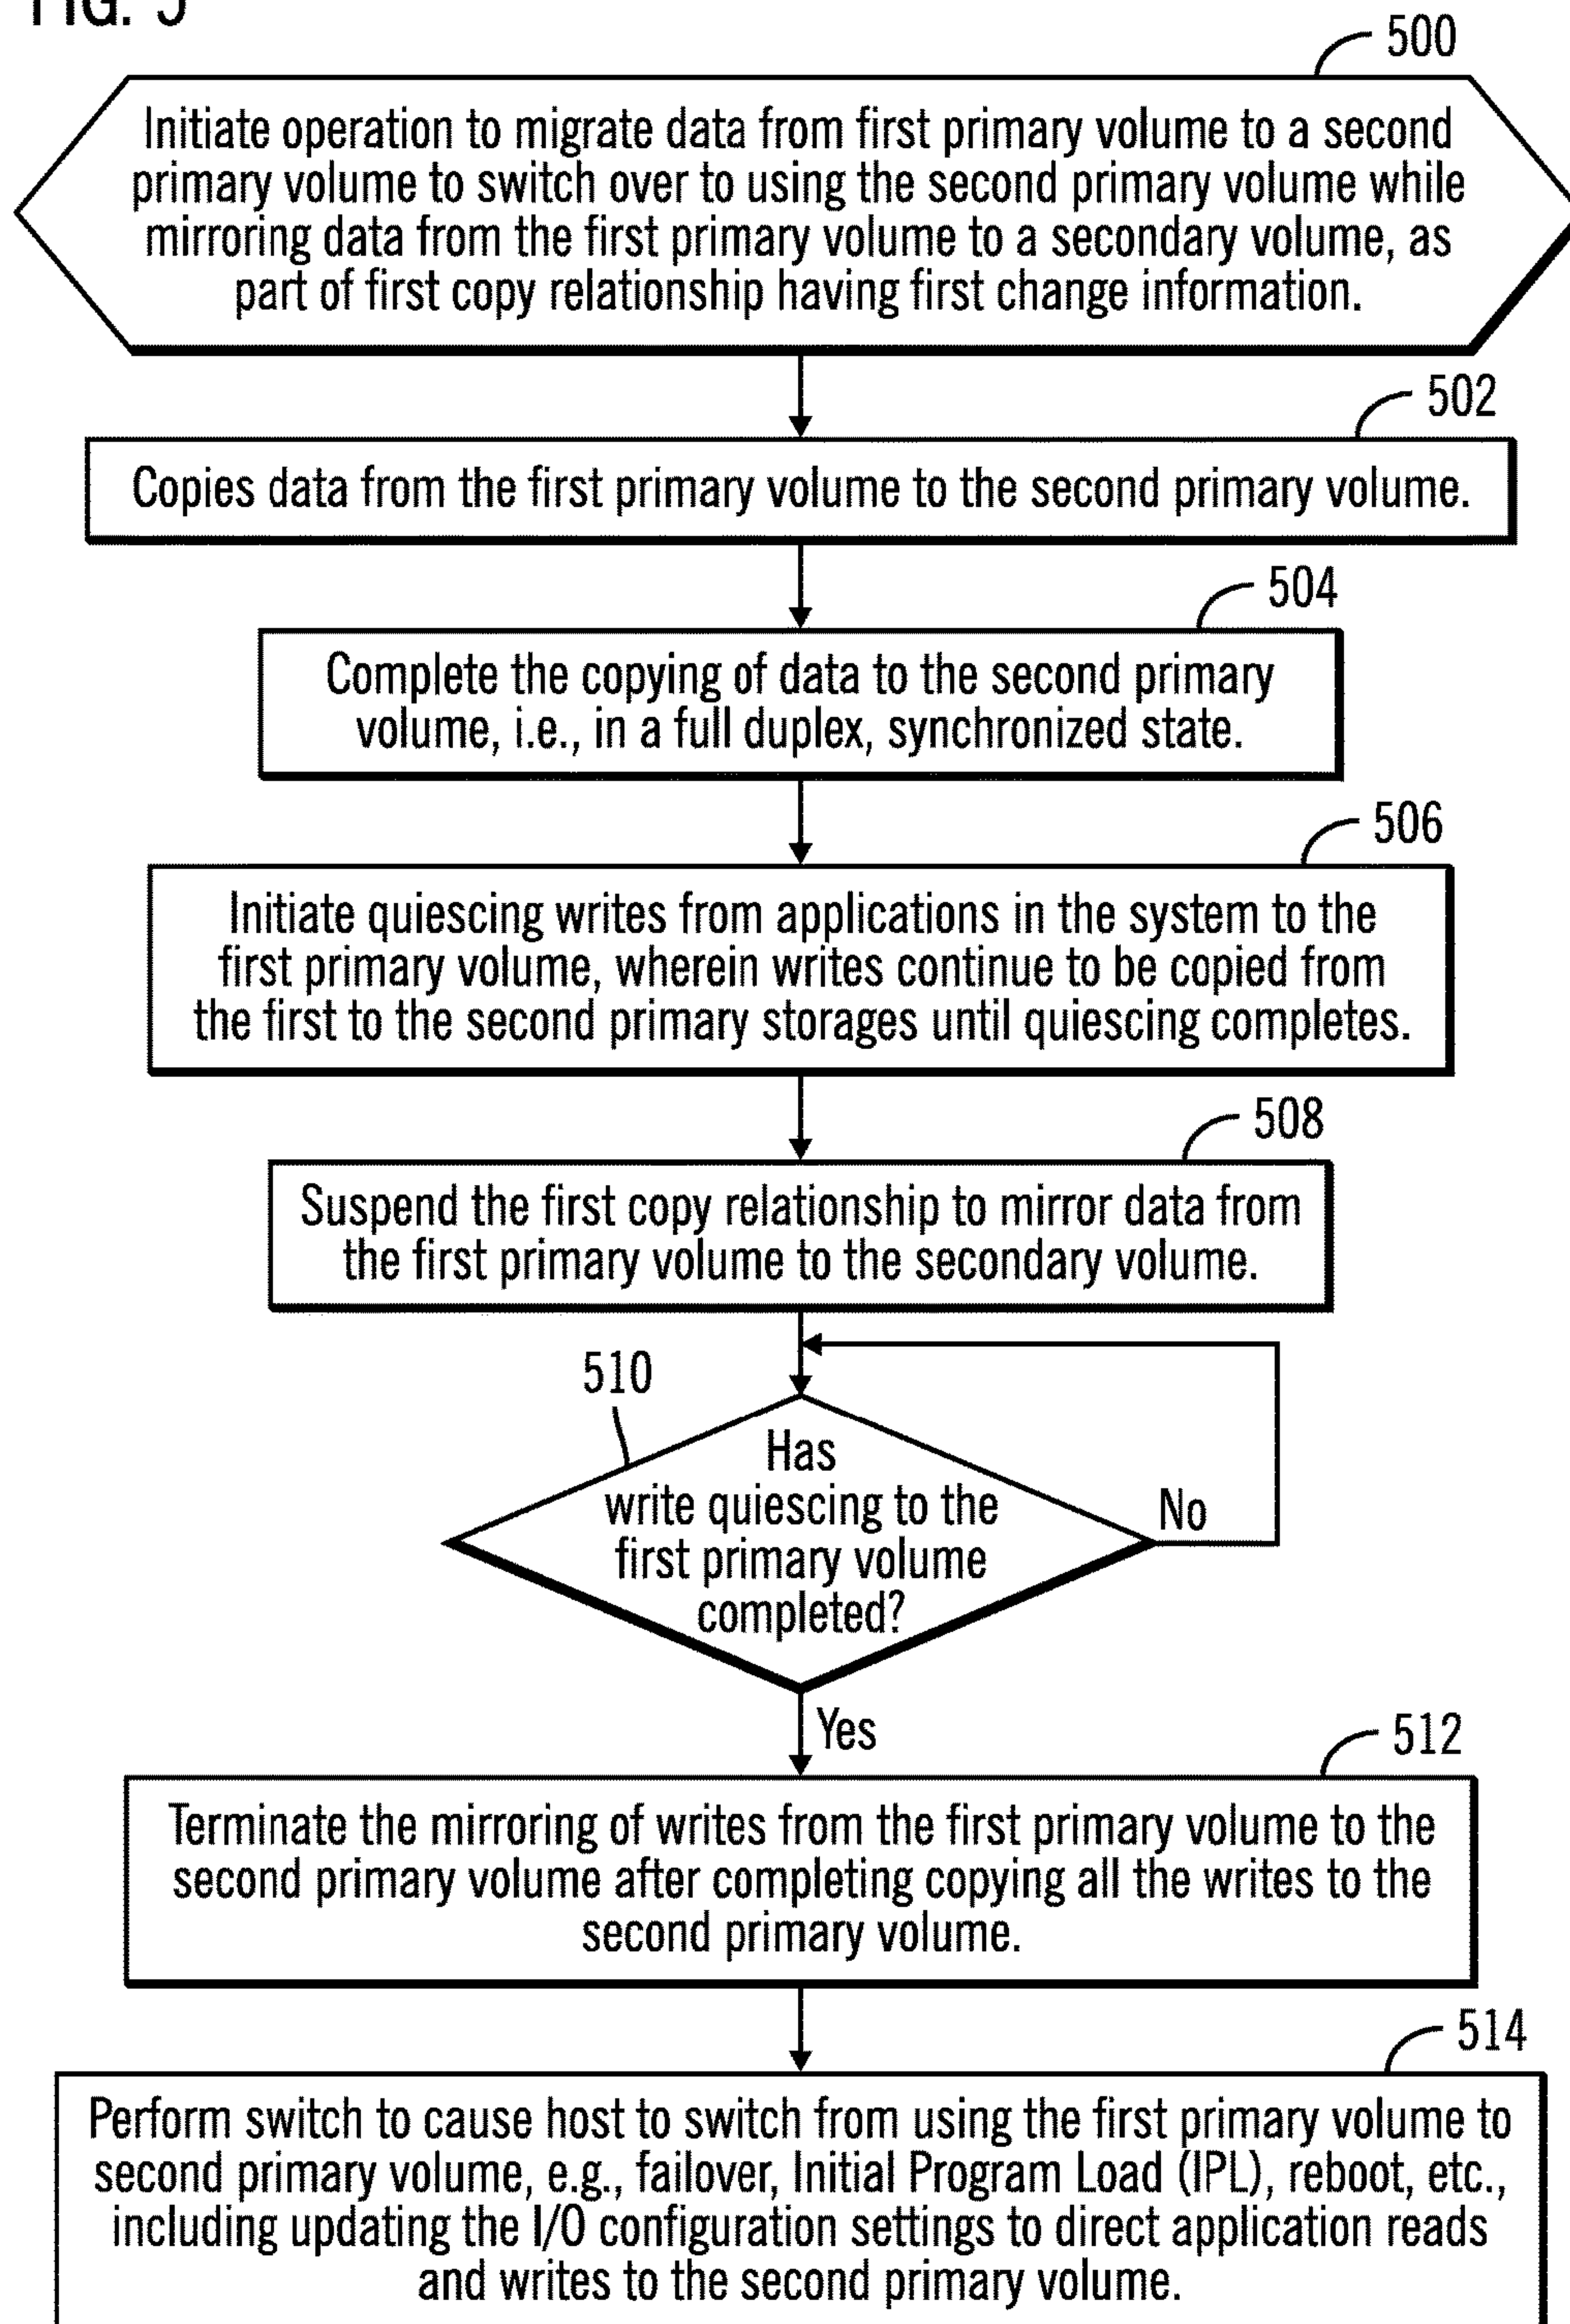 FIG. 5
500
Initiate operation to migrate data from first primary volume to a second
primary volume to switch over to using the second primary volume while
mirroring data from the first primary volume to a secondary volume, as
part of first copy relationship having first change information.
502
Copies data from the first primary volume to the second primary volume.
504
Complete the copying of data to the second primary
volume, i.e., in a full duplex, synchronized state.
506
Initiate quiescing writes from applications in the system to the
first primary volume, wherein writes continue to be copied from
the first to the second primary storages until quiescing completes.
508
Suspend the first copy relationship to mirror data from
the first primary volume to the secondary volume.
510
Has
write quiescing to the
first primary volume
completed?
No
Yes
512
Terminate the mirroring of writes from the first primary volume to the
second primary volume after completing copying all the writes to the
second primary volume.
514
Perform switch to cause host to switch from using the first primary volume to
second primary volume, e.g., failover, Initial Program Load (IPL), reboot, etc.,
including updating the I/O configuration settings to direct application reads
and writes to the second primary volume.